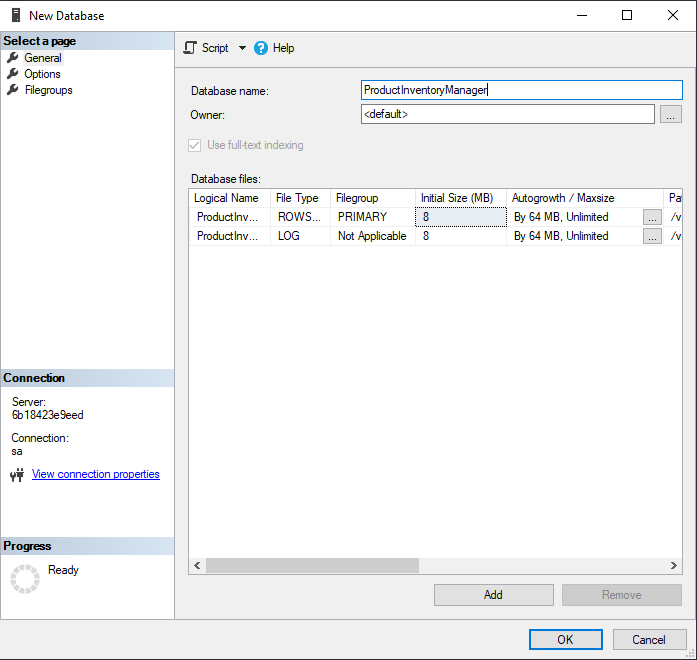 New Database
Select a page
General
Options
Filegroups
Script Help
Database name: ProductInventoryManager
Owner: <default> ...
Use full-text indexing
Database files:
Logical Name File Type Filegroup Initial Size (MB) Autogrowth / Maxsize Pa
ProductInv... ROWS... PRIMARY 8 By 64 MB, Unlimited ... /v
ProductInv... LOG Not Applicable 8 By 64 MB, Unlimited ... /v
Connection
Server:
6b18423e9eed
Connection:
sa
View connection properties
Progress
Ready
Add Remove
OK Cancel